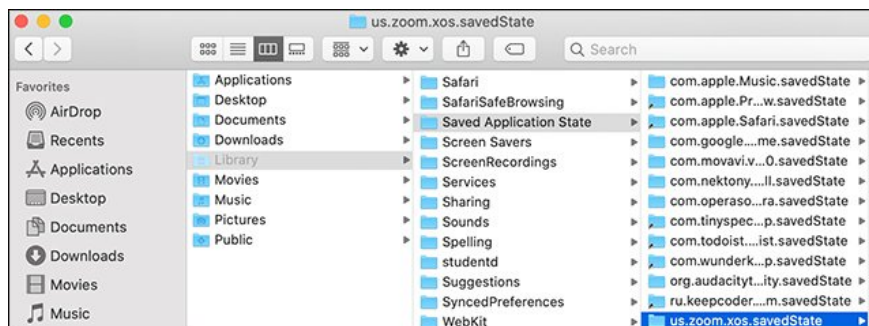 us.zoom.xos.savedState
Search
Favorites
AirDrop
Recents
Applications
Desktop
Documents
Downloads
Movies
Music
Applications
Desktop
Documents
Downloads
Library
Movies
Music
Pictures
Public
Safari
SafariSafeBrowsing
Saved Application State
Screen Savers
ScreenRecordings
Services
Sharing
Sounds
Spelling
studentd
Suggestions
SyncedPreferences
WebKit
com.apple.Music.savedState
com.apple.Pr...w.savedState
com.apple.Safari.savedState
com.google....me.savedState
com.movavi.v...0.savedState
com.nektony....ll.savedState
com.operaso...ra.savedState
com.tinyspec...p.savedState
com.todoist....ist.savedState
com.wunderk...p.savedState
org.audacityt...ity.savedState
ru.keepcoder...m.savedState
us.zoom.xos.savedState